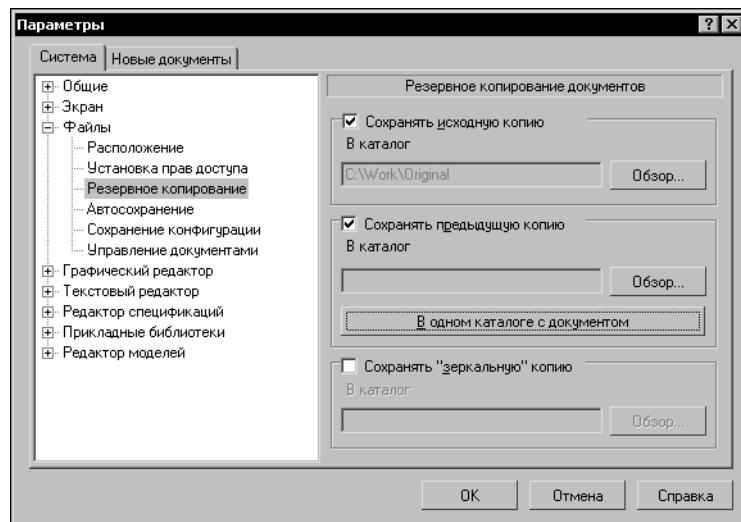 Параметры
Система
Новые документы
Общие
Экран
Файлы
Расположение
Установка прав доступа
Резервное копирование
Автосохранение
Сохранение конфигурации
Управление документами
Графический редактор
Текстовый редактор
Редактор спецификаций
Прикладные библиотеки
Редактор моделей
Резервное копирование документов
Сохранять исходную копию
В каталог
C:\Work\Original
Обзор...
Сохранять предыдущую копию
В каталог
Обзор...
В одном каталоге с документом
Сохранять "зеркальную" копию
В каталог
Обзор...
OK
Отмена
Справка